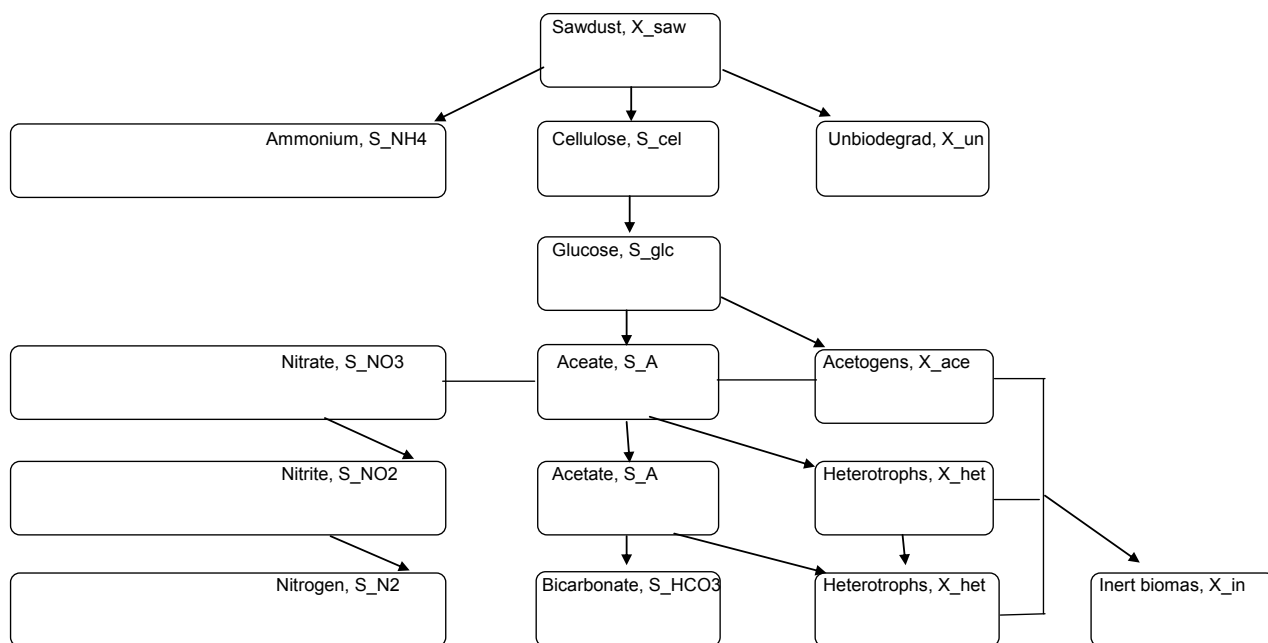 Sawdust, X_saw
Ammonium, S_NH4
Cellulose, S_cel
Unbiodegrad, X_un
Glucose, S_glc
Nitrate, S_NO3
Aceate, S_A
Acetogens, X_ace
Nitrite, S_NO2
Acetate, S_A
Heterotrophs, X_het
Nitrogen, S_N2
Bicarbonate, S_HCO3
Heterotrophs, X_het
Inert biomas, X_in